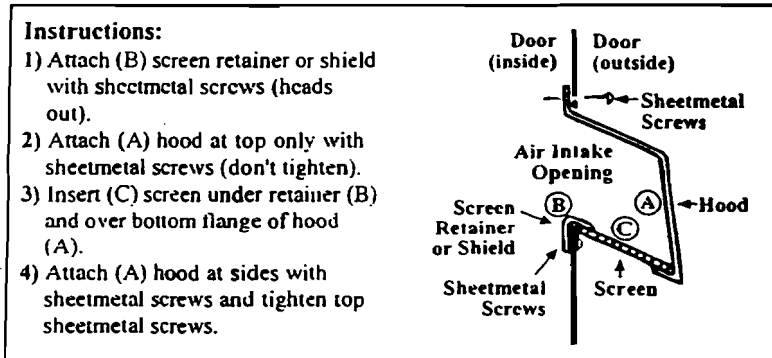 Instructions:
1) Attach (B) screen retainer or shield
with sheetmetal screws (heads
out).
2) Attach (A) hood at top only with
sheetmetal screws (don't tighten).
3) Insert (C) screen under retainer (B)
and over bottom flange of hood
(A).
4) Attach (A) hood at sides with
sheetmetal screws and tighten top
sheetmetal screws.
Door
(inside)
Door
(outside)
Sheetmetal
Screws
Air Intake
Opening
A
Hood
B
C
Screen
Retainer
or Shield
Sheetmetal
Screws
Screen